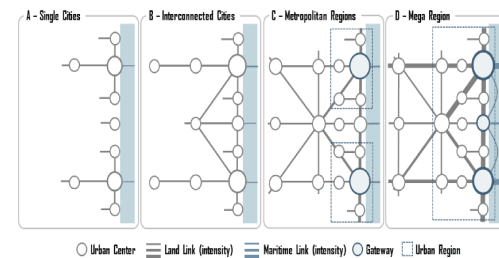 A - Single Cities
B - Interconnected Cities
C - Metropolitan Regions
D - Mega Region
Urban Center
Land Link (intensity)
Maritime Link (intensity)
Gateway
Urban Region